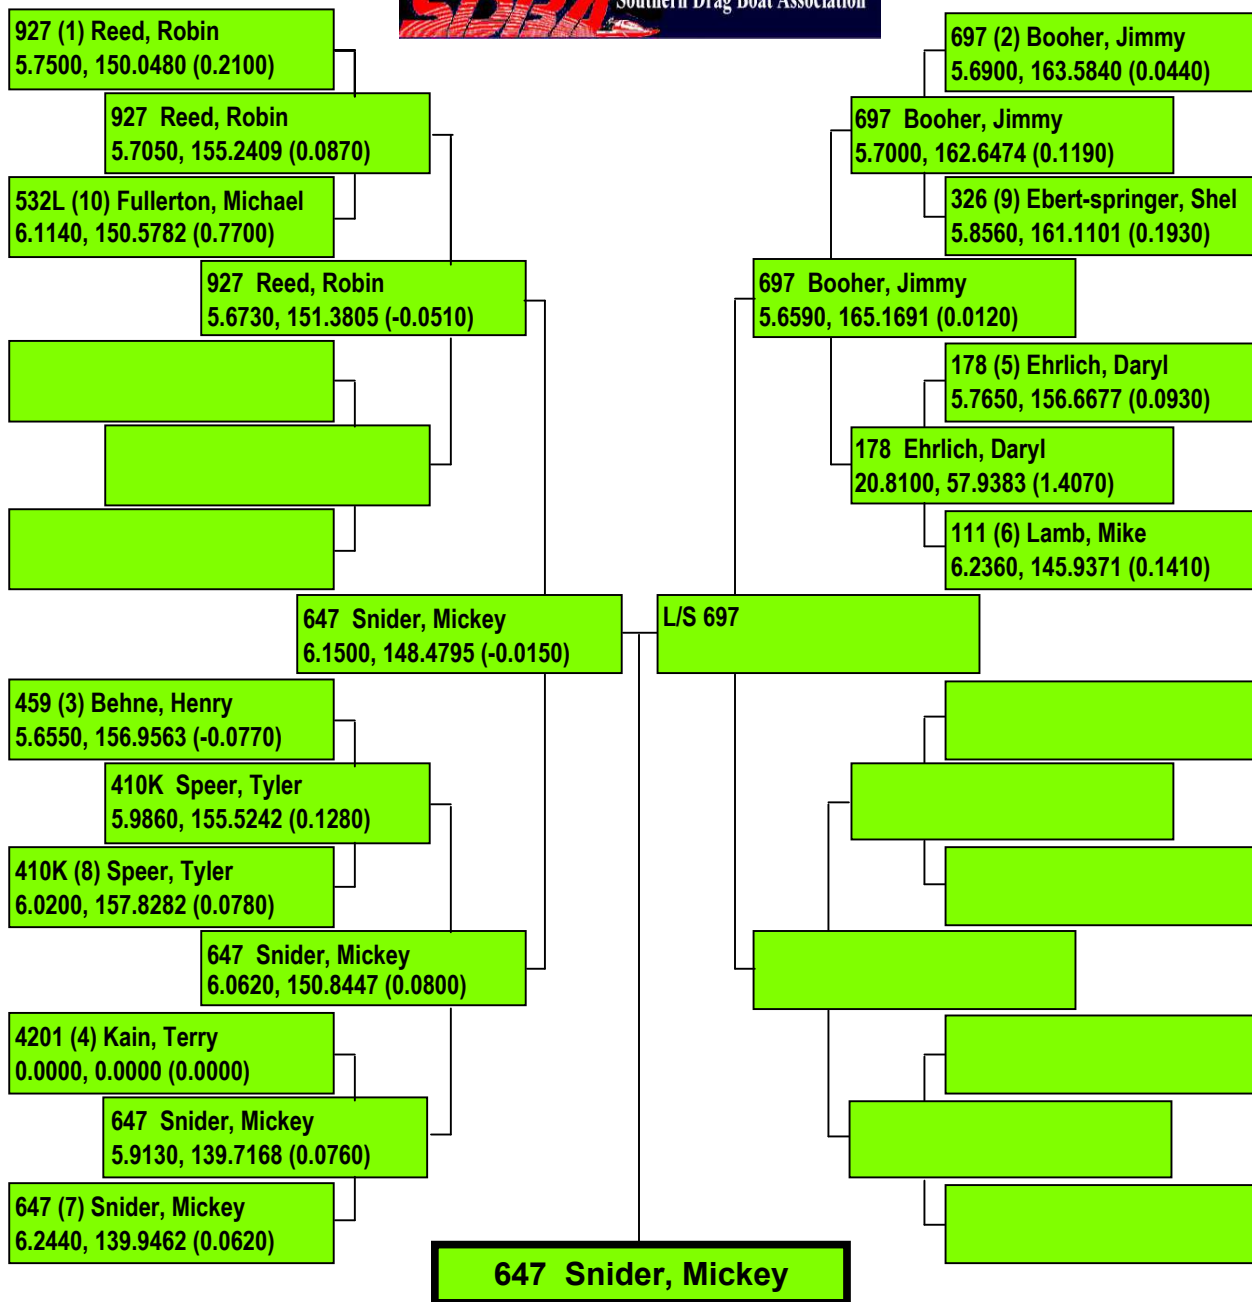 Southern Drag Boat Association
SDBA
927 (1) Reed, Robin
5.7500, 150.0480 (0.2100)
927 Reed, Robin
5.7050, 155.2409 (0.0870)
532L (10) Fullerton, Michael
6.1140, 150.5782 (0.7700)
927 Reed, Robin
5.6730, 151.3805 (-0.0510)
647 Snider, Mickey
6.1500, 148.4795 (-0.0150)
459 (3) Behne, Henry
5.6550, 156.9563 (-0.0770)
410K Speer, Tyler
5.9860, 155.5242 (0.1280)
410K (8) Speer, Tyler
6.0200, 157.8282 (0.0780)
647 Snider, Mickey
6.0620, 150.8447 (0.0800)
4201 (4) Kain, Terry
0.0000, 0.0000 (0.0000)
647 Snider, Mickey
5.9130, 139.7168 (0.0760)
647 (7) Snider, Mickey
6.2440, 139.9462 (0.0620)
697 (2) Booher, Jimmy
5.6900, 163.5840 (0.0440)
697 Booher, Jimmy
5.7000, 162.6474 (0.1190)
326 (9) Ebert-springer, Shel
5.8560, 161.1101 (0.1930)
697 Booher, Jimmy
5.6590, 165.1691 (0.0120)
178 (5) Ehrlich, Daryl
5.7650, 156.6677 (0.0930)
178 Ehrlich, Daryl
20.8100, 57.9383 (1.4070)
111 (6) Lamb, Mike
6.2360, 145.9371 (0.1410)
L/S 697
647 Snider, Mickey